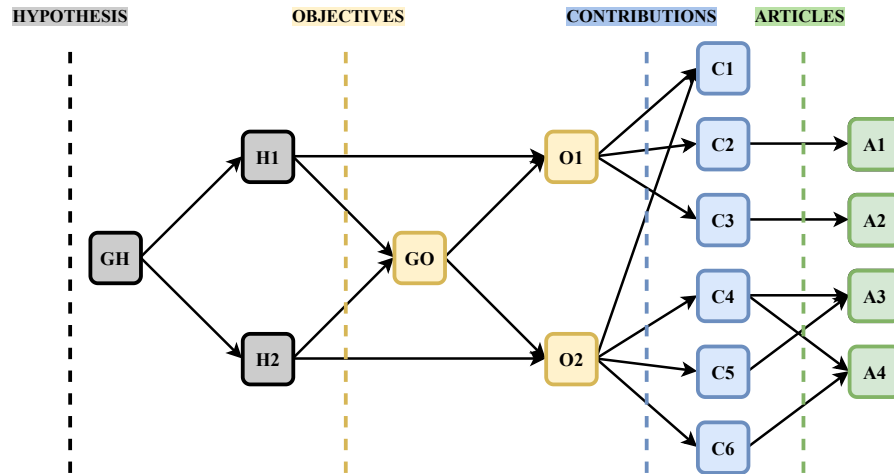 HYPOTHESIS
OBJECTIVES
CONTRIBUTIONS
ARTICLES
C1
H1
O1
C2
A1
C3
A2
GH
GO
C4
A3
H2
O2
C5
A4
C6